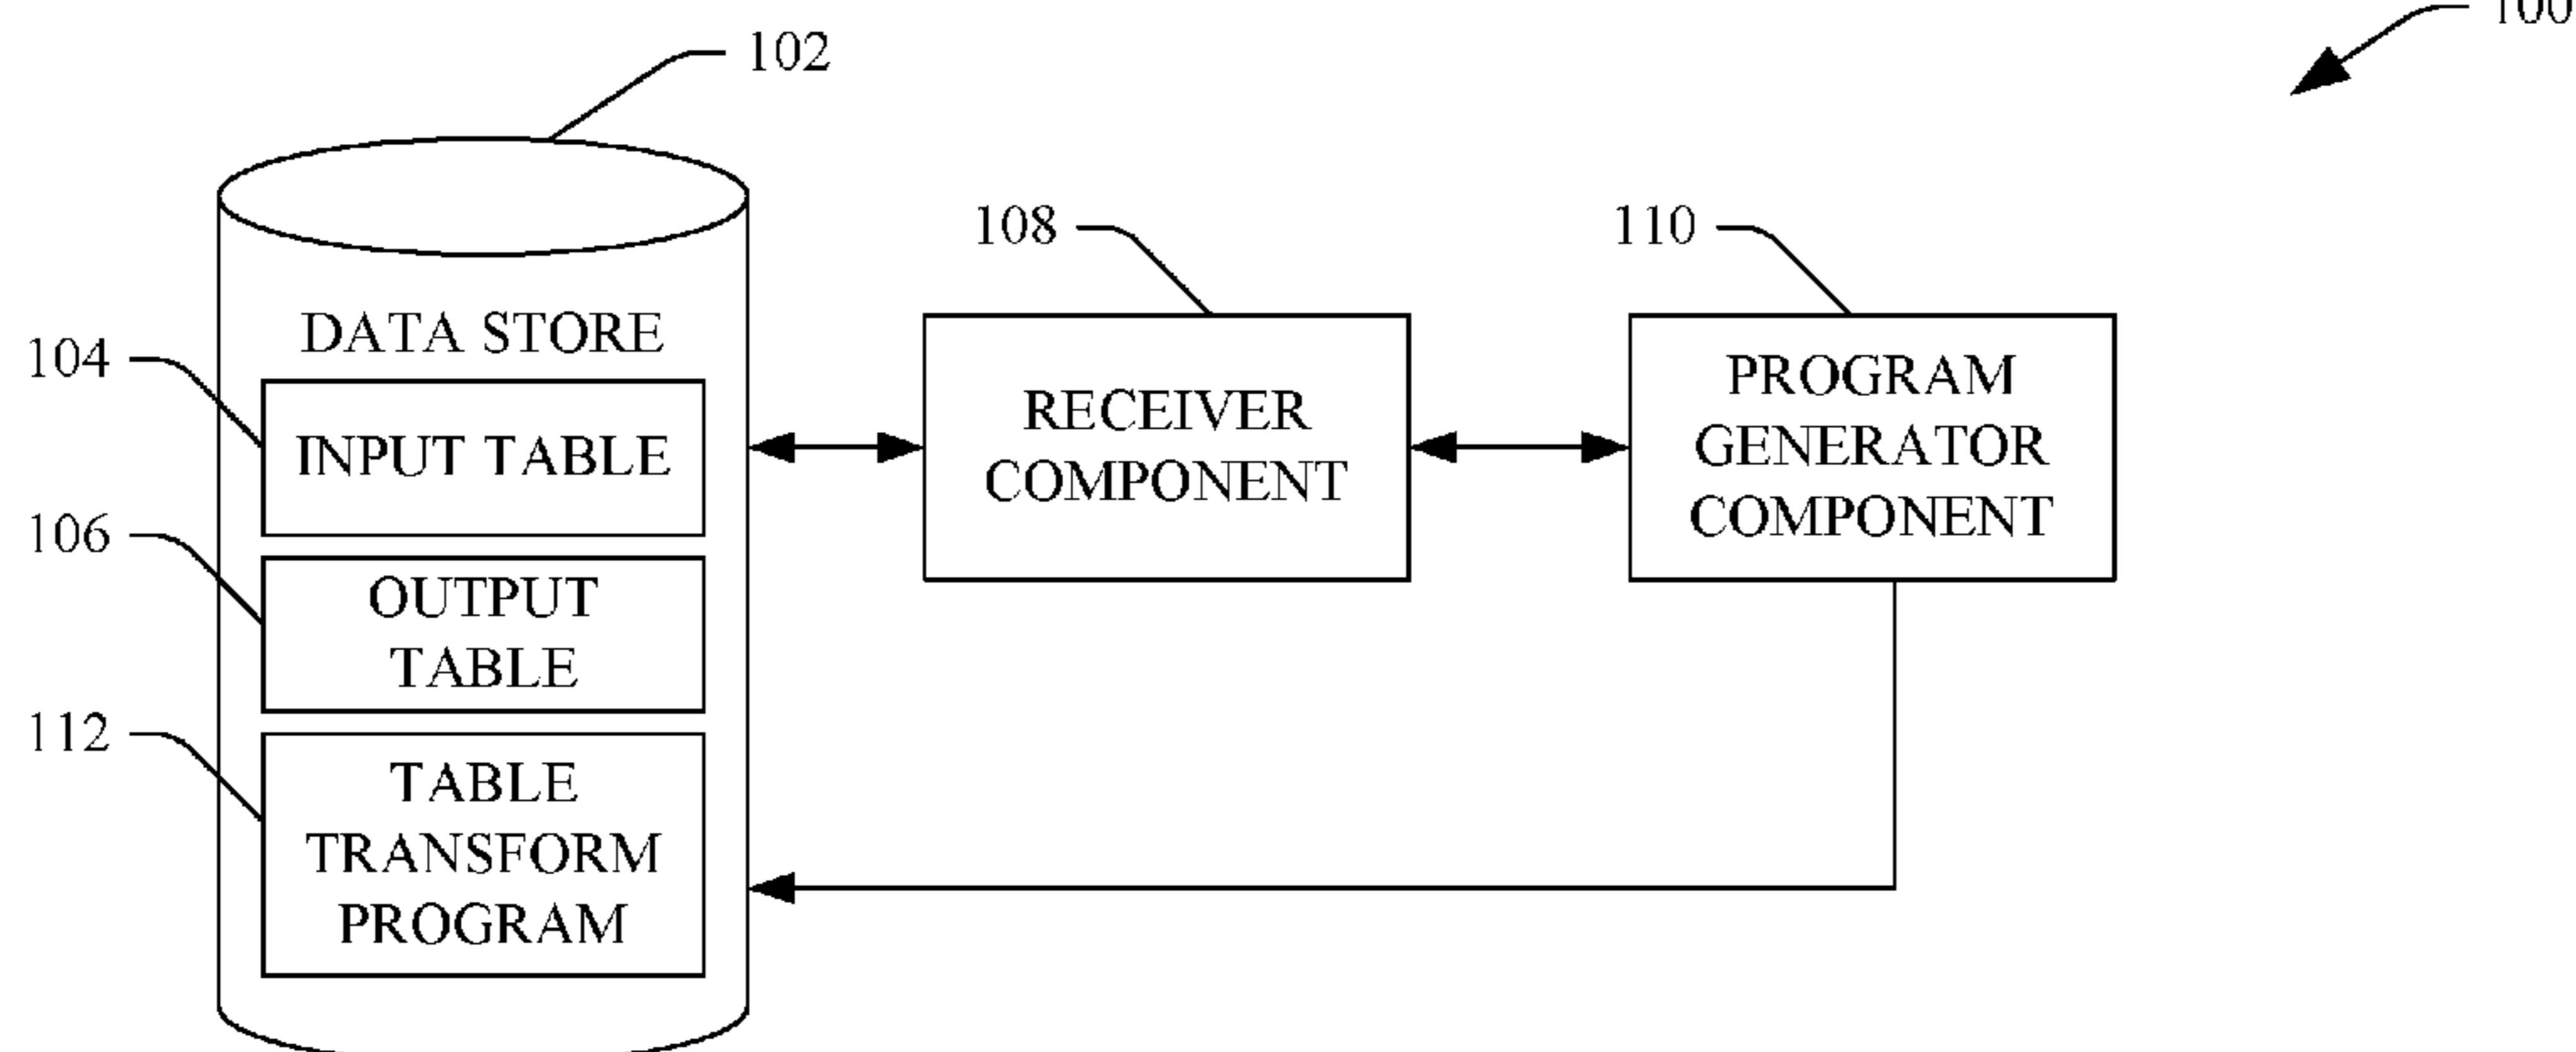 100
102
108
110
DATA STORE
104
INPUT TABLE
RECEIVER
COMPONENT
PROGRAM
GENERATOR
COMPONENT
106
OUTPUT
TABLE
112
TABLE
TRANSFORM
PROGRAM